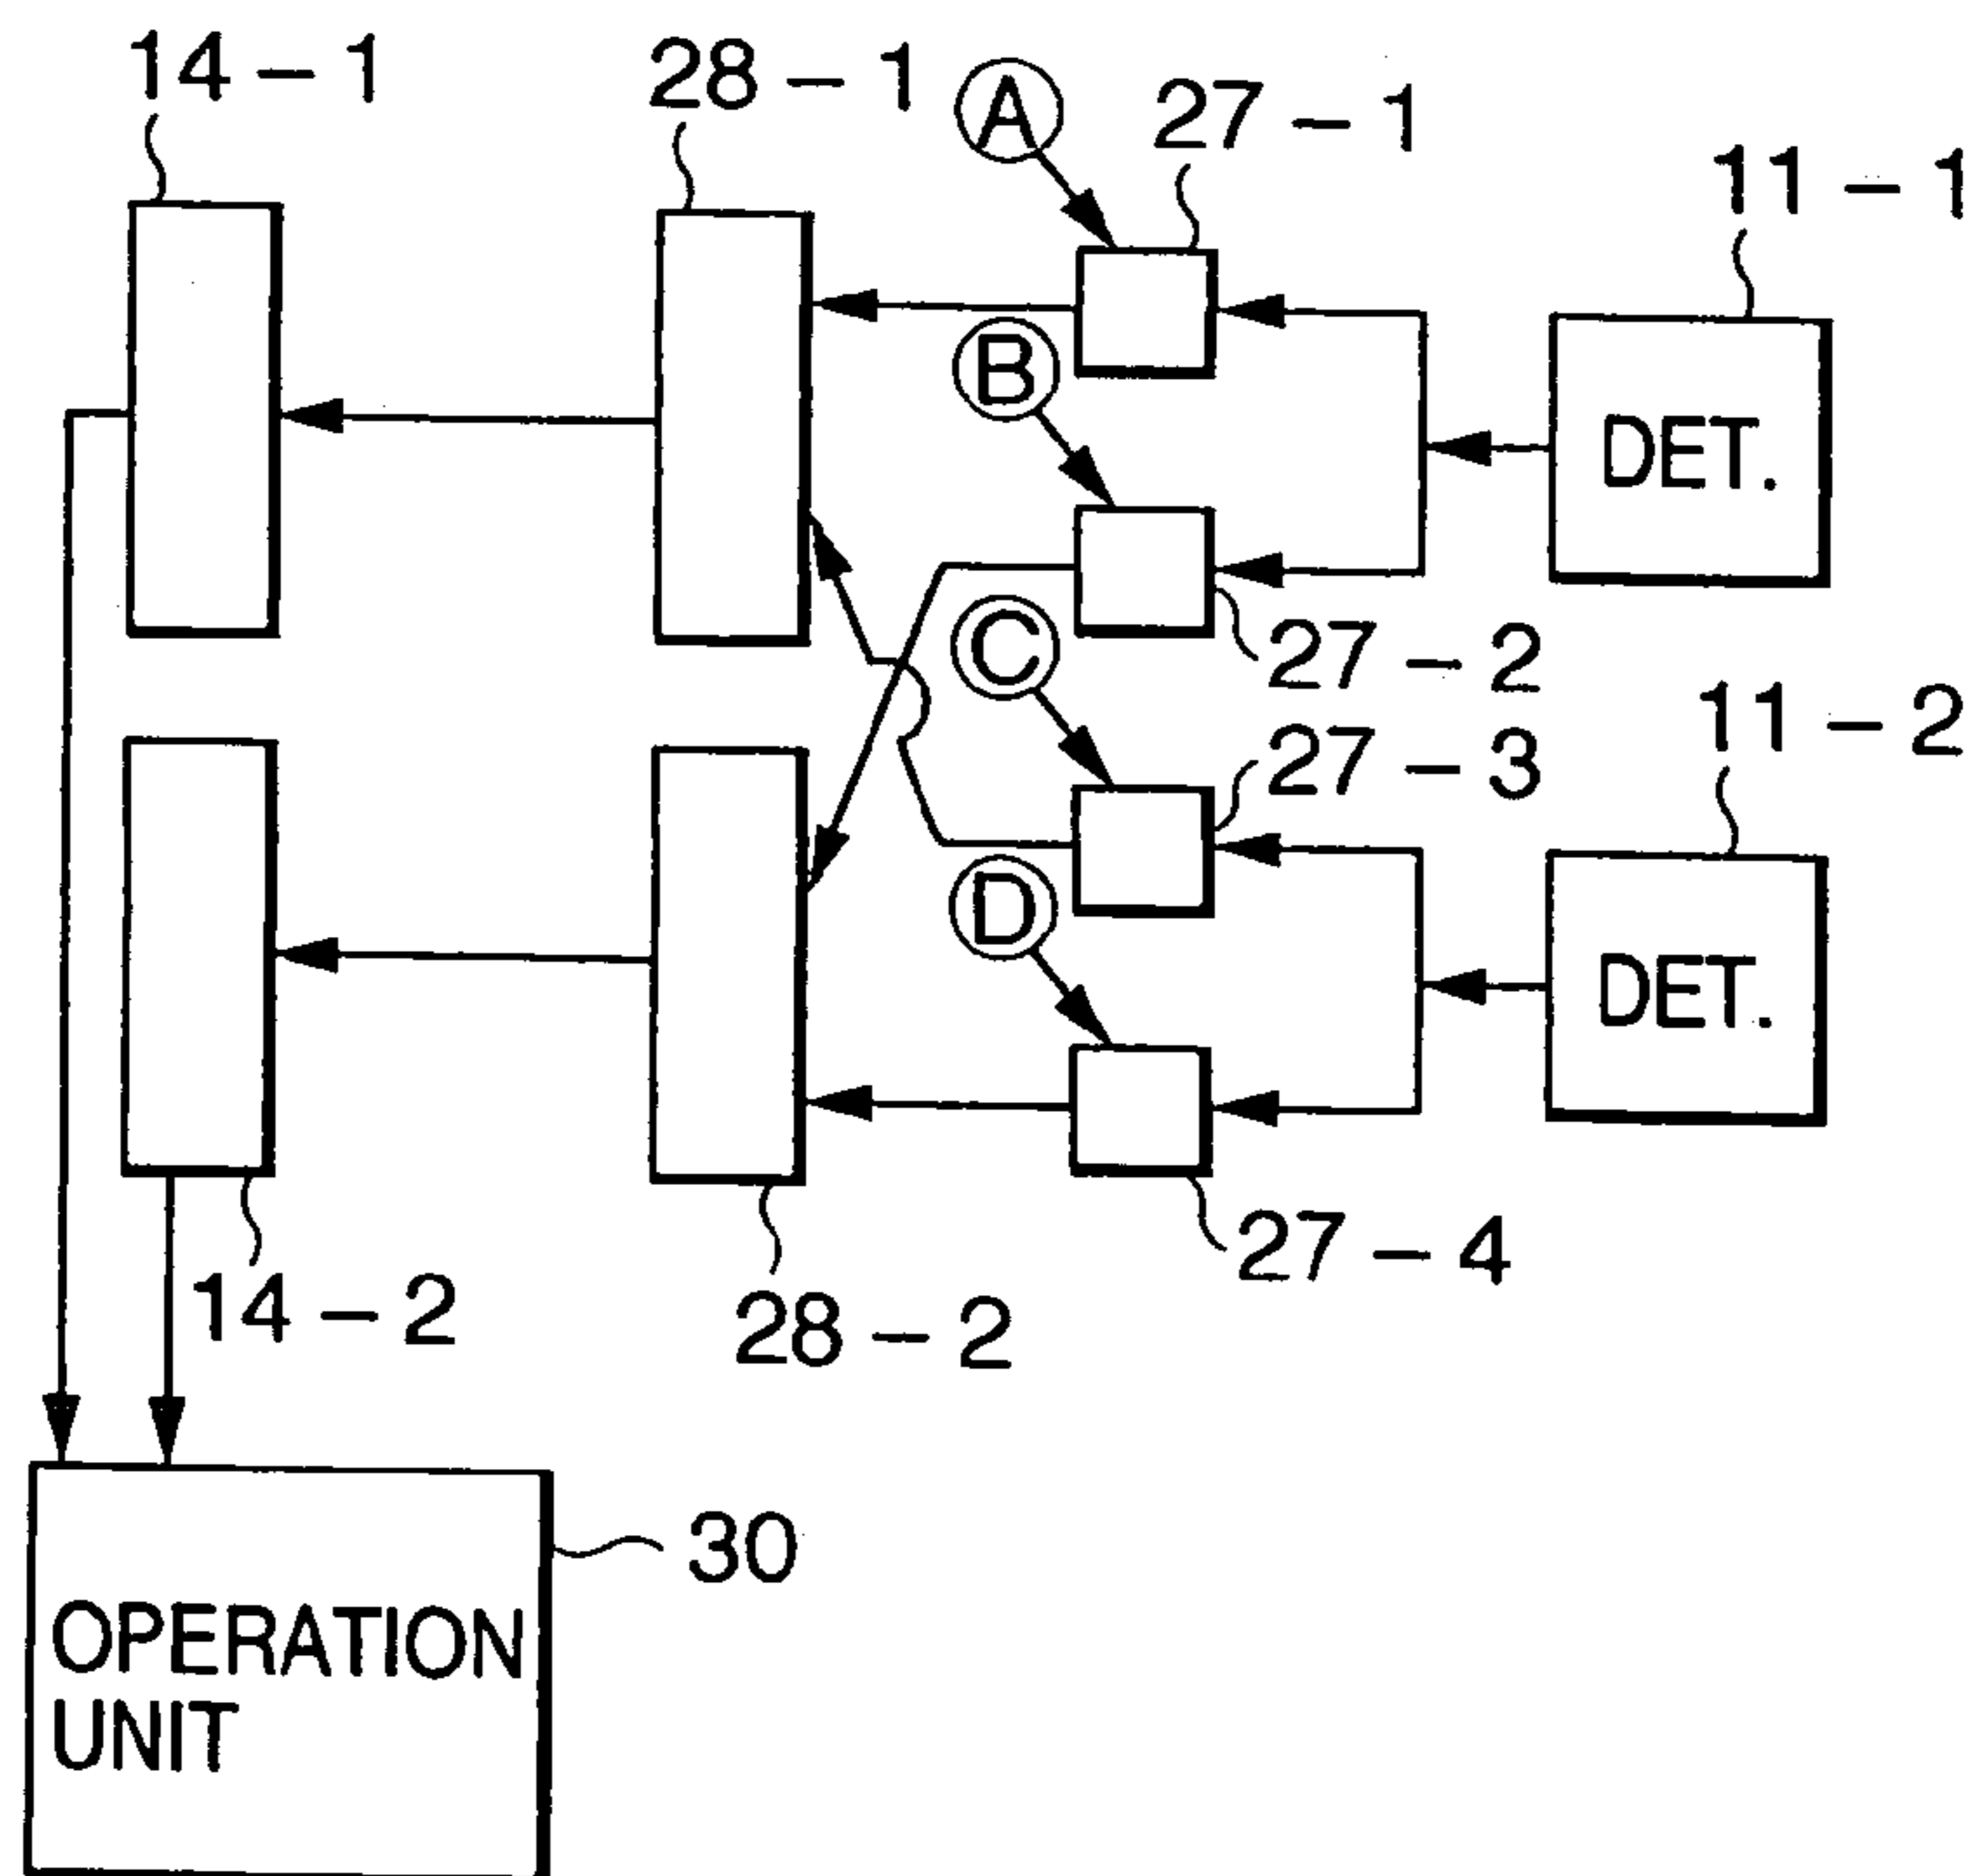 14-1
28-1
A
27-1
11-1
B
DET.
27-2
C
11-2
27-3
D
DET.
27-4
14-2
28-2
30
OPERATION
UNIT